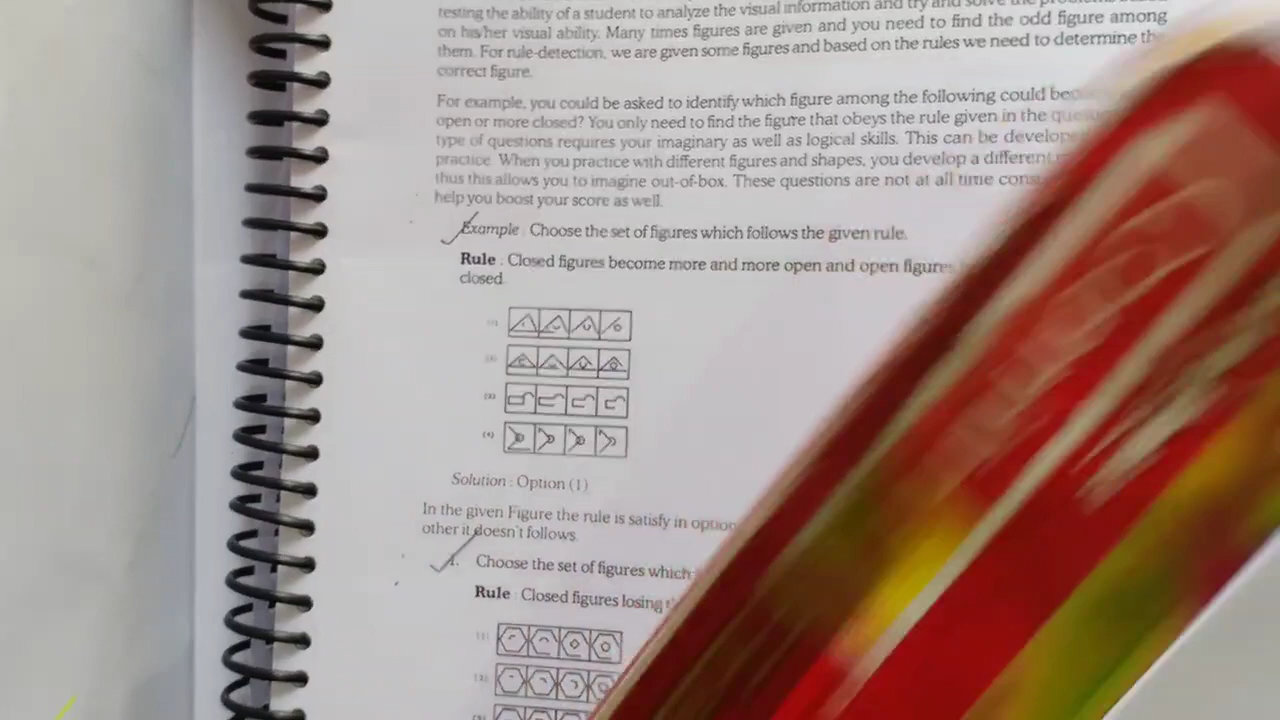 testing the ability of a student to analyze the visual information and try and solve the
on his/her visual ability. Many times figures are given and you need to find the odd figure among
them. For rule-detection, we are given some figures and based on the rules we need to determine the
correct figure.
For example, you could be asked to identify which figure among the following could
open or more closed? You only need to find the figure that obeys the rule given in the
type of questions requires your imaginary as well as logical skills. This can be
practice. When you practice with different figures and shapes, you develop a different
thus this allows you to imagine out-of-box. These questions are not at all time
help you boost your score as well.
Example : Choose the set of figures which follows the given rule.
Rule : Closed figures become more and more open and open figures
closed.
(1)
(2)
(3)
(4)
Solution : Option (1)
In the given Figure the rule is satisfy in
other it doesn't follows.
1. Choose the set of figures which
Rule : Closed figures losing
(1)
(2)
(3)